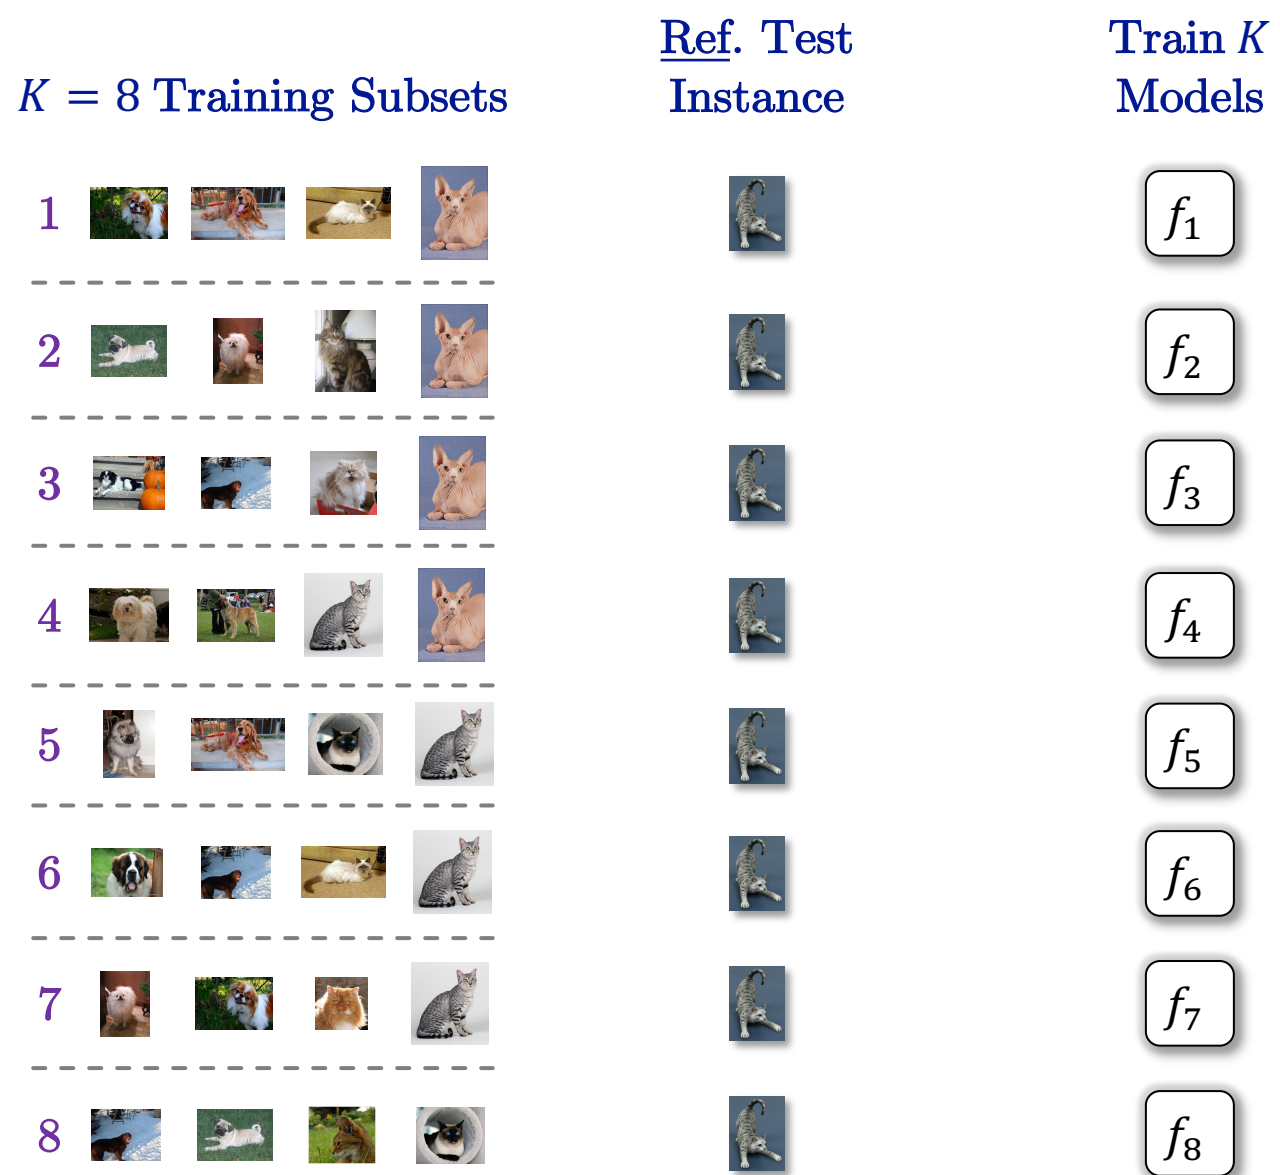 Ref. Test
Train K
K = 8 Training Subsets
Instance
Models
1
f₁
2
f₂
3
f₃
4
f₄
5
f₅
6
f₆
7
f₇
8
f₈